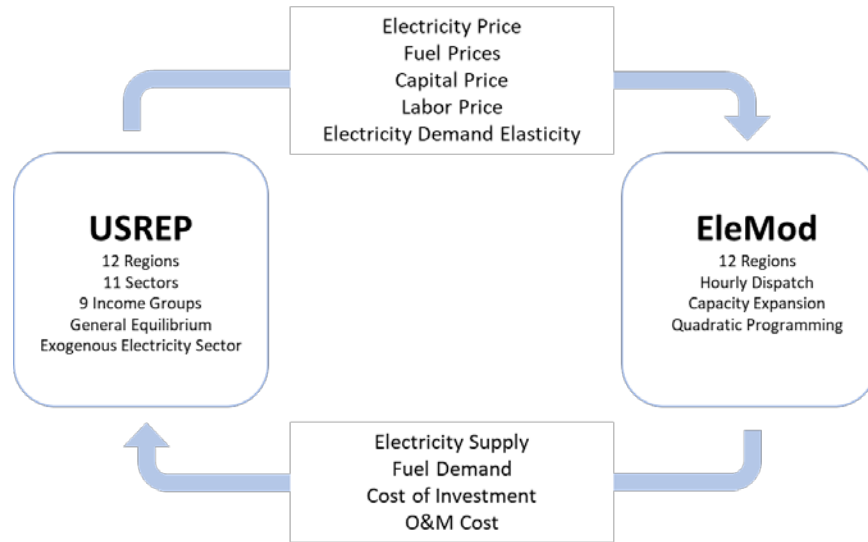 Electricity Price
Fuel Prices
Capital Price
Labor Price
Electricity Demand Elasticity
USREP
12 Regions
11 Sectors
9 Income Groups
General Equilibrium
Exogenous Electricity Sector
EleMod
12 Regions
Hourly Dispatch
Capacity Expansion
Quadratic Programming
Electricity Supply
Fuel Demand
Cost of Investment
O&M Cost